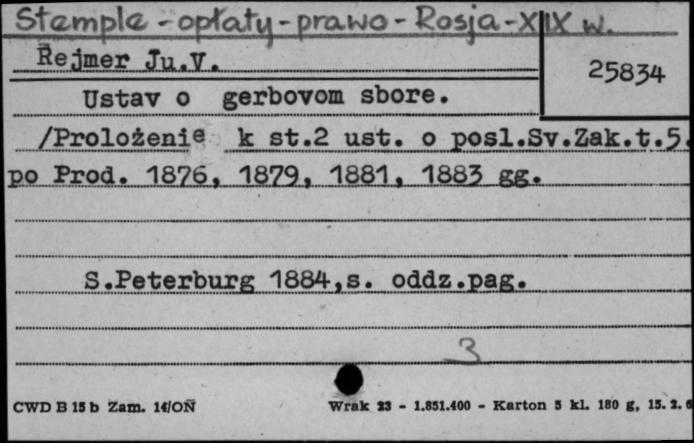 Stemple - opłaty - prawo - Rosja - XIX w.
Rejmer Ju.V.
25834
Ustav o gerbovom sbore.
/Proloženie k st.2 ust. o posl.Sv.Zak.t.5.
po Prod. 1876, 1879, 1881, 1883 gg.
S.Peterburg 1884,s. oddz.pag.
3
CWD B 15 b Zam. 14/ON Wrak 23 - 1.851.400 - Karton 5 kl. 180 g, 15. 2. 6